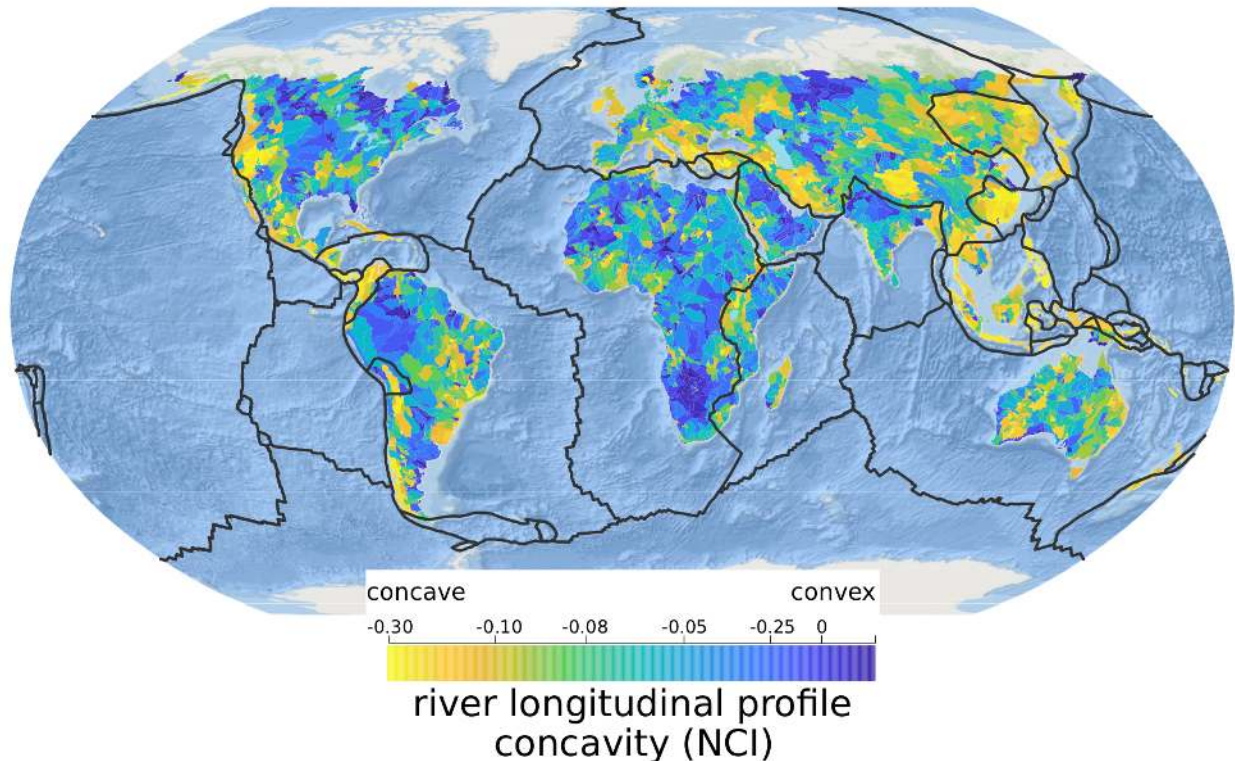 concave convex
-0.30 -0.10 -0.08 -0.05 -0.25 0
river longitudinal profile
concavity (NCI)